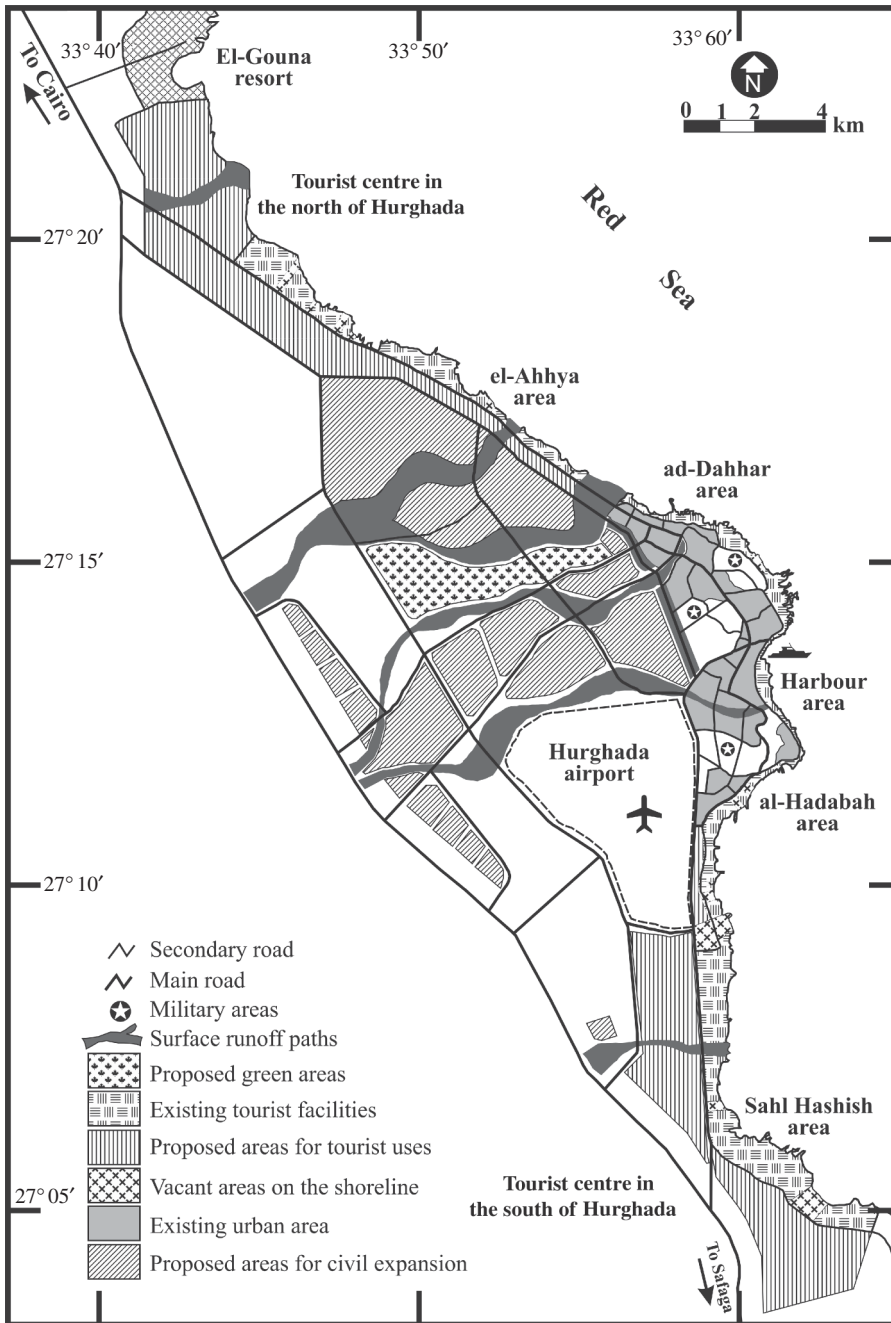 33° 40′
33° 50′
33° 60′
To Cairo
El-Gouna
resort
N
0 1 2 4
km
Tourist centre in
the north of Hurghada
Red
Sea
27° 20′
el-Ahhya
area
ad-Dahhar
area
27° 15′
Harbour
area
Hurghada
airport
al-Hadabah
area
27° 10′
Secondary road
Main road
Military areas
Surface runoff paths
Proposed green areas
Existing tourist facilities
Proposed areas for tourist uses
Vacant areas on the shoreline
Existing urban area
Proposed areas for civil expansion
Sahl Hashish
area
27° 05′
Tourist centre in
the south of Hurghada
To Safaga